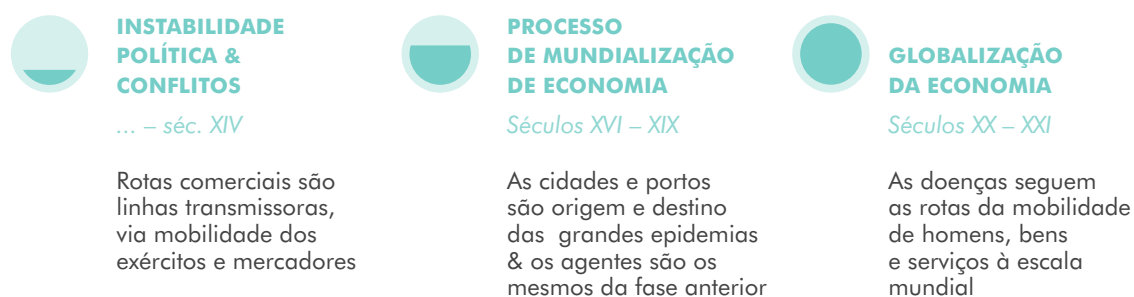 INSTABILIDADE
POLÍTICA &
CONFLITOS
... – séc. XIV
Rotas comerciais são
linhas transmissoras,
via mobilidade dos
exércitos e mercadores
PROCESSO
DE MUNDIALIZAÇÃO
DE ECONOMIA
Séculos XVI – XIX
As cidades e portos
são origem e destino
das grandes epidemias
& os agentes são os
mesmos da fase anterior
GLOBALIZAÇÃO
DA ECONOMIA
Séculos XX – XXI
As doenças seguem
as rotas da mobilidade
de homens, bens
e serviços à escala
mundial